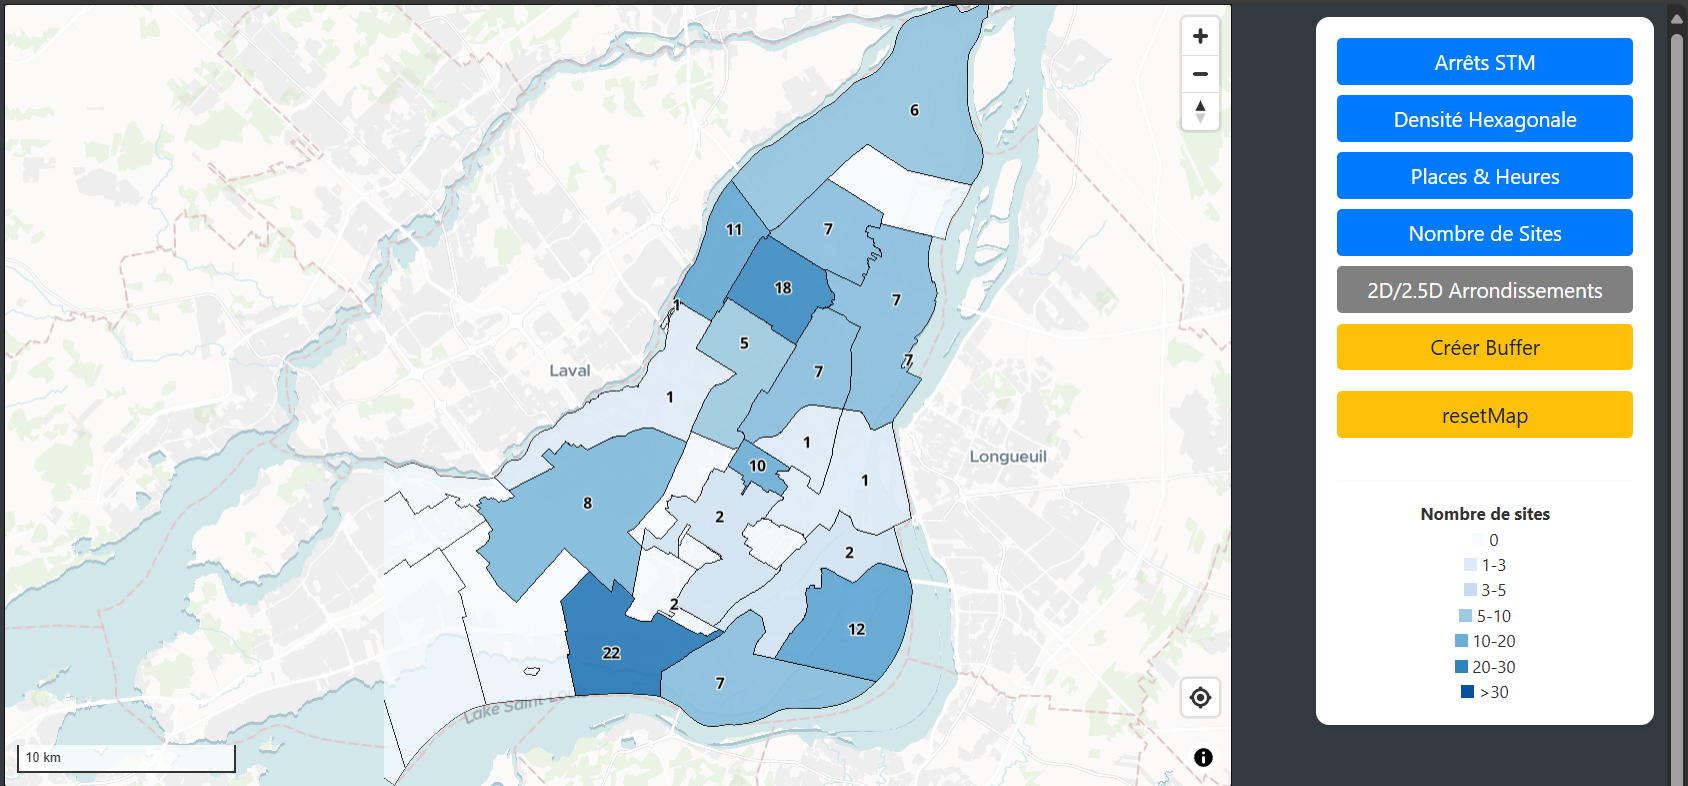 6
11
7
18
7
1
5
7
7
Laval
1
1
10
Longueuil
1
8
2
2
2
12
22
7
Lake Saint-Lou
10 km
Arrêts STM
Densité Hexagonale
Places & Heures
Nombre de Sites
2D/2.5D Arrondissements
Créer Buffer
resetMap
Nombre de sites
0
1-3
3-5
5-10
10-20
20-30
>30